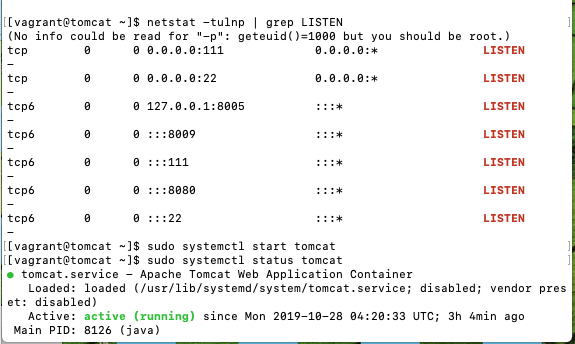 [[vagrant@tomcat ~]$ netstat -tulnp | grep LISTEN ]
(No info could be read for "-p": geteuid()=1000 but you should be root.)
tcp 0 0 0.0.0.0:111 0.0.0.0:* LISTEN
-
tcp 0 0 0.0.0.0:22 0.0.0.0:* LISTEN
-
tcp6 0 0 127.0.0.1:8005 :::* LISTEN
-
tcp6 0 0 :::8009 :::* LISTEN
-
tcp6 0 0 :::111 :::* LISTEN
-
tcp6 0 0 :::8080 :::* LISTEN
-
tcp6 0 0 :::22 :::* LISTEN
-
[[vagrant@tomcat ~]$ sudo systemctl start tomcat ]
[[vagrant@tomcat ~]$ sudo systemctl status tomcat ]
● tomcat.service - Apache Tomcat Web Application Container
Loaded: loaded (/usr/lib/systemd/system/tomcat.service; disabled; vendor pres
et: disabled)
Active: active (running) since Mon 2019-10-28 04:20:33 UTC; 3h 4min ago
Main PID: 8126 (java)